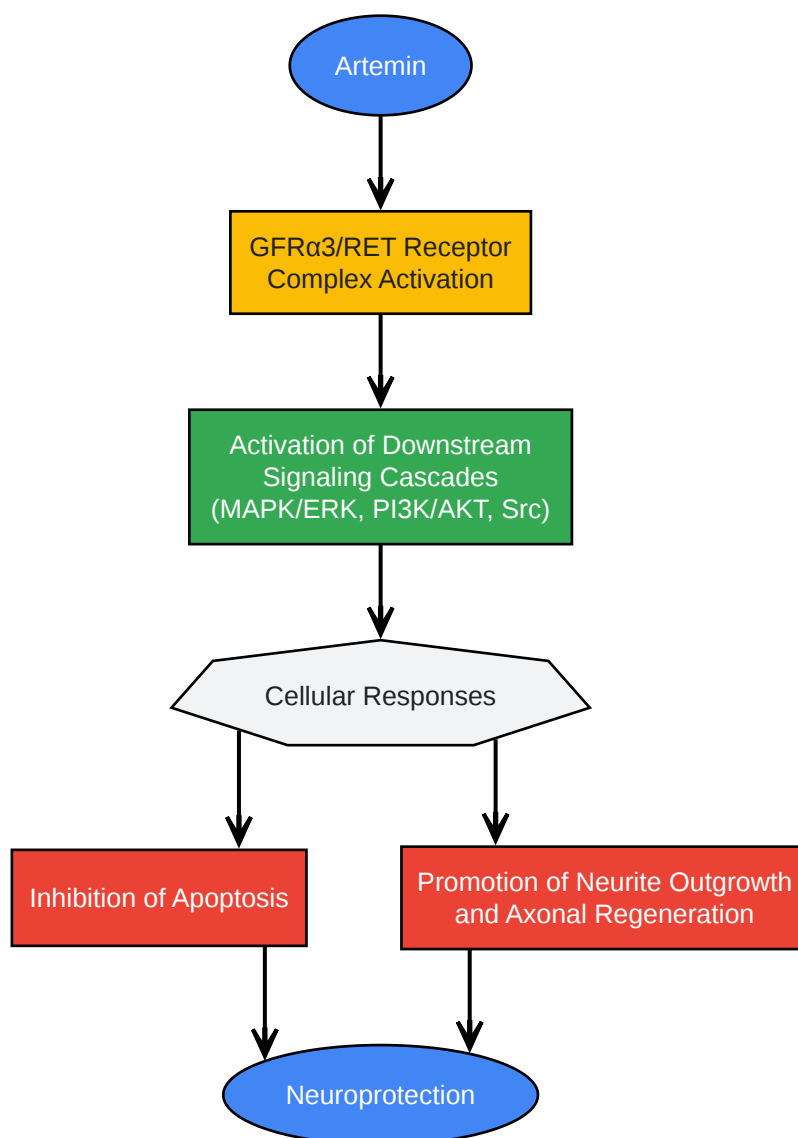 Artemin
GFRα3/RET Receptor
Complex Activation
Activation of Downstream
Signaling Cascades
(MAPK/ERK, PI3K/AKT, Src)
Cellular Responses
Inhibition of Apoptosis
Promotion of Neurite Outgrowth
and Axonal Regeneration
Neuroprotection